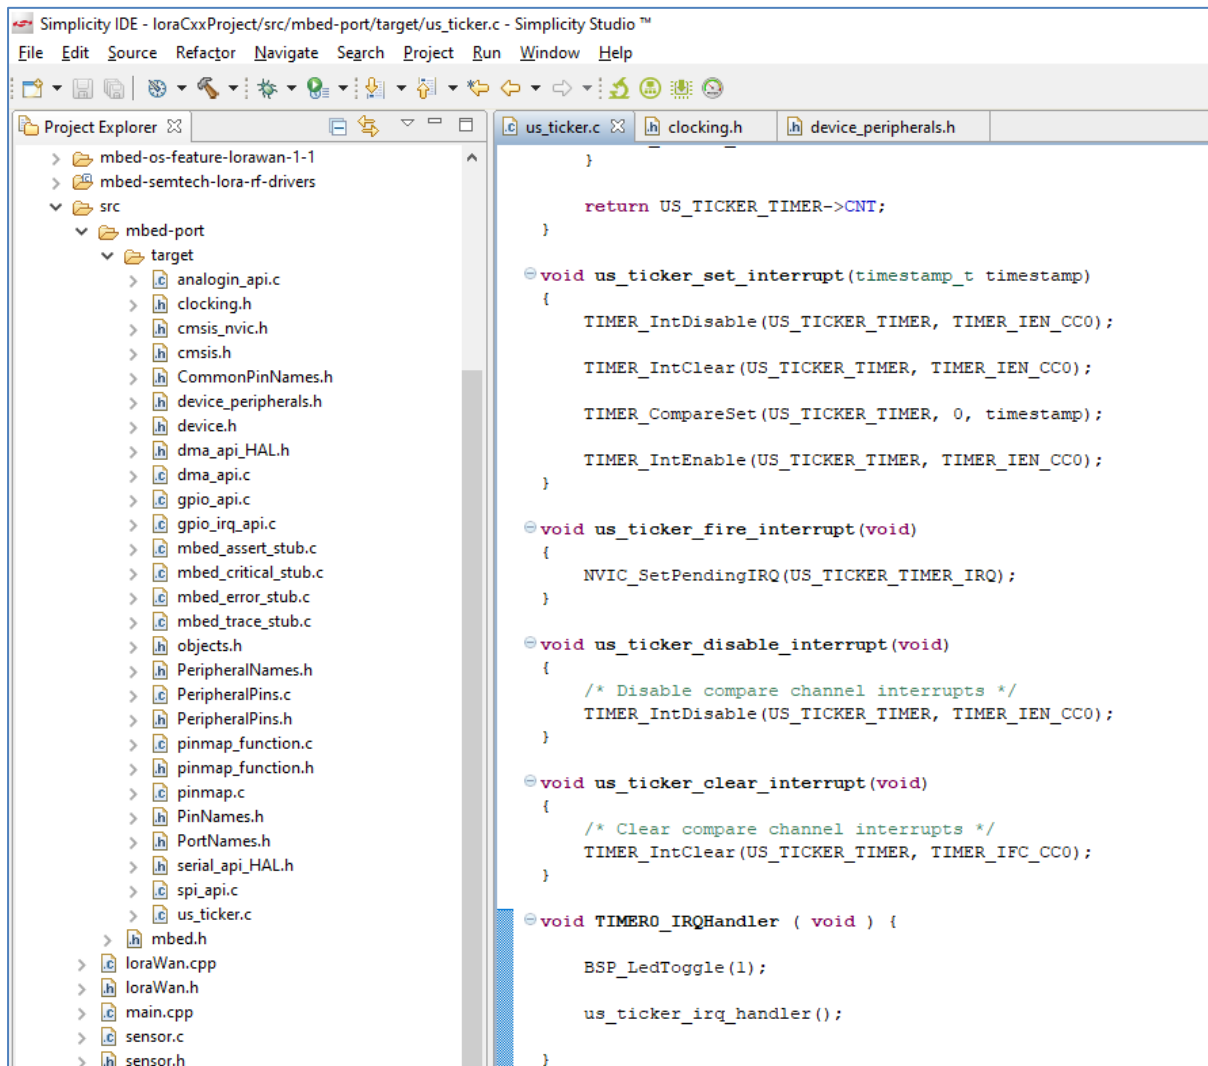 Simplicity IDE - loraCxxProject/src/mbed-port/target/us_ticker.c - Simplicity Studio ™
File Edit Source Refactor Navigate Search Project Run Window Help
Project Explorer
mbed-os-feature-lorawan-1-1
mbed-semtech-lora-rf-drivers
src
mbed-port
target
analogin_api.c
clocking.h
cmsis_nvic.h
cmsis.h
CommonPinNames.h
device_peripherals.h
device.h
dma_api_HAL.h
dma_api.c
gpio_api.c
gpio_irq_api.c
mbed_assert_stub.c
mbed_critical_stub.c
mbed_error_stub.c
mbed_trace_stub.c
objects.h
PeripheralNames.h
PeripheralPins.c
PeripheralPins.h
pinmap_function.c
pinmap_function.h
pinmap.c
PinNames.h
PortNames.h
serial_api_HAL.h
spi_api.c
us_ticker.c
mbed.h
loraWan.cpp
loraWan.h
main.cpp
sensor.c
sensor.h
us_ticker.c clocking.h device_peripherals.h
}
return US_TICKER_TIMER->CNT;
}
void us_ticker_set_interrupt(timestamp_t timestamp)
{
TIMER_IntDisable(US_TICKER_TIMER, TIMER_IEN_CC0);
TIMER_IntClear(US_TICKER_TIMER, TIMER_IEN_CC0);
TIMER_CompareSet(US_TICKER_TIMER, 0, timestamp);
TIMER_IntEnable(US_TICKER_TIMER, TIMER_IEN_CC0);
}
void us_ticker_fire_interrupt(void)
{
NVIC_SetPendingIRQ(US_TICKER_TIMER_IRQ);
}
void us_ticker_disable_interrupt(void)
{
/* Disable compare channel interrupts */
TIMER_IntDisable(US_TICKER_TIMER, TIMER_IEN_CC0);
}
void us_ticker_clear_interrupt(void)
{
/* Clear compare channel interrupts */
TIMER_IntClear(US_TICKER_TIMER, TIMER_IFC_CC0);
}
void TIMER0_IRQHandler ( void ) {
BSP_LedToggle(1);
us_ticker_irq_handler();
}